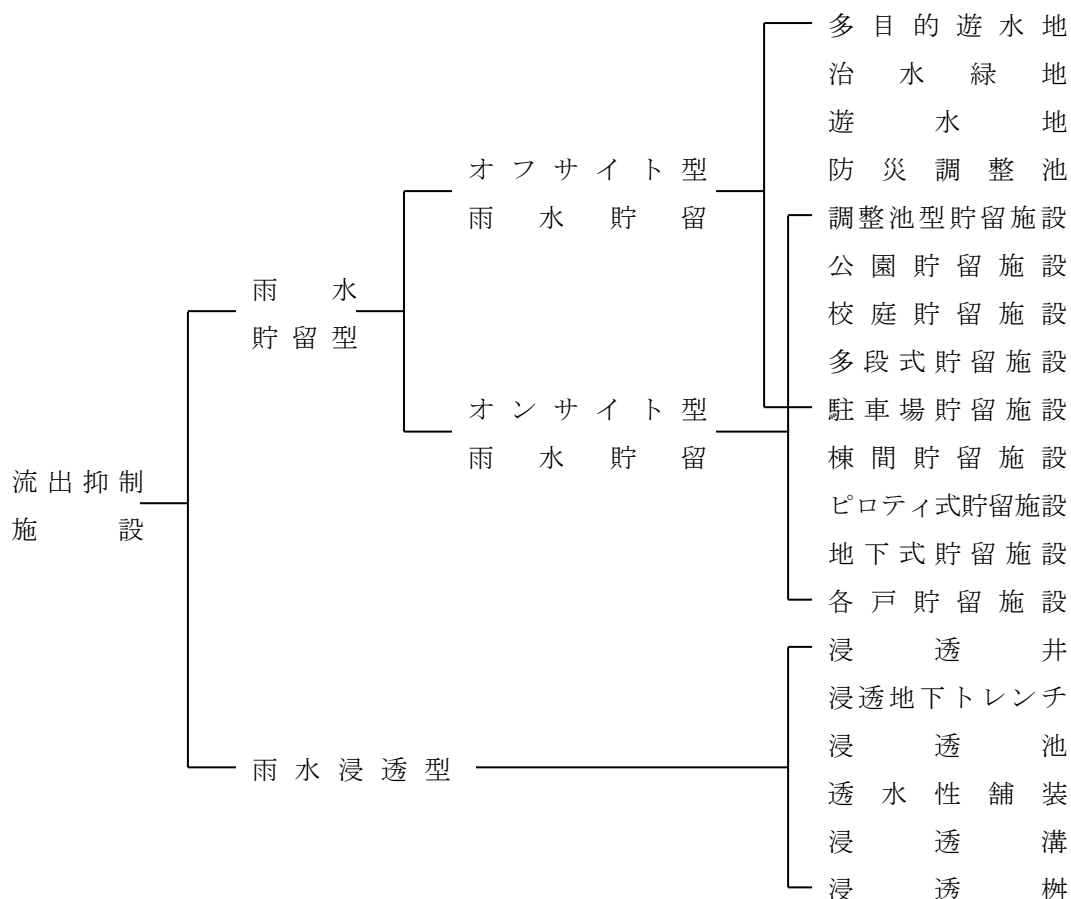 流出抑制
施設
雨水
貯留型
オフサイト型
雨水貯留
オンサイト型
雨水貯留
雨水浸透型
多目的遊水地
治水緑地
遊水地
防災調整池
調整池型貯留施設
公園貯留施設
校庭貯留施設
多段式貯留施設
駐車場貯留施設
棟間貯留施設
ピロティ式貯留施設
地下式貯留施設
各戸貯留施設
浸透井
浸透地下トレンチ
浸透池
透水性舗装
浸透溝
浸透桝